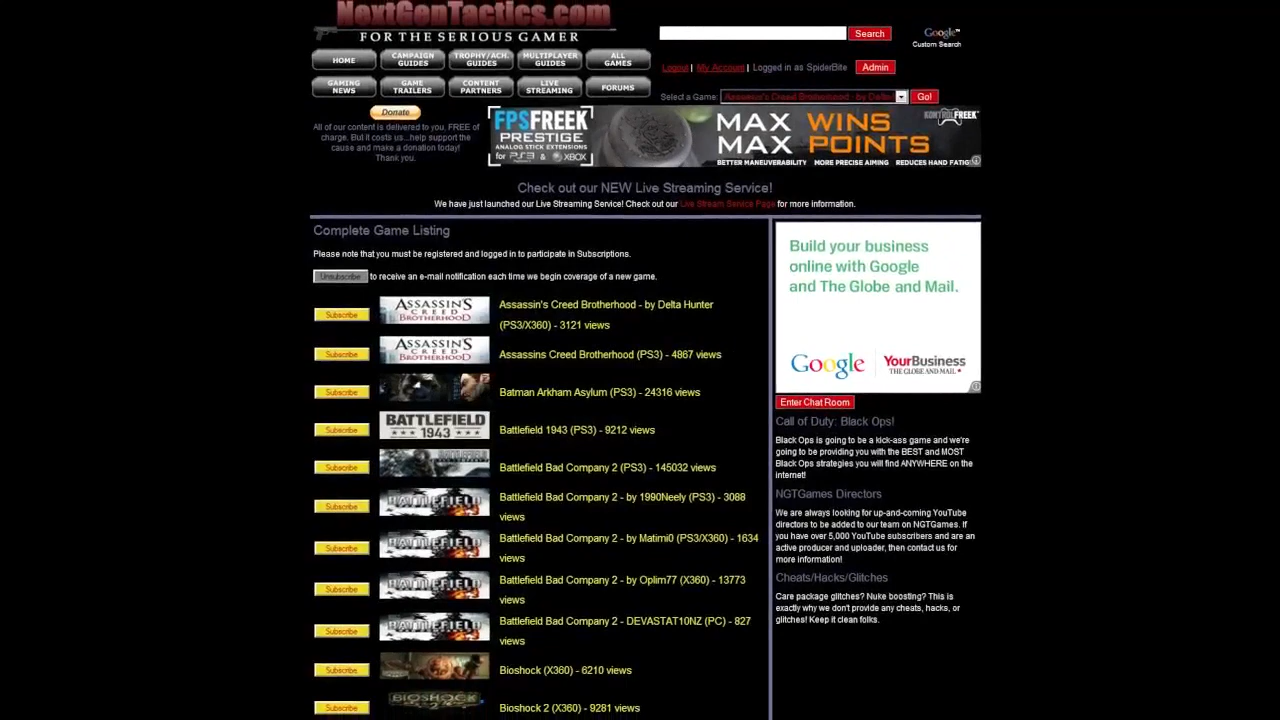 NextGenTactics.com
FOR THE SERIOUS GAMER
Search
Google™
Custom Search
HOME
CAMPAIGN GUIDES
TROPHY/ACH. GUIDES
MULTIPLAYER GUIDES
ALL GAMES
Logout | My Account | Logged in as SpiderBite
Admin
GAMING NEWS
GAME TRAILERS
CONTENT PARTNERS
LIVE STREAMING
FORUMS
Select a Game: Assassin's Creed Brotherhood - by Delta
Go!
Donate
All of our content is delivered to you, FREE of
charge. But it costs us...help support the
cause and make a donation today!
Thank you.
FPSFREEK
PRESTIGE
ANALOG STICK EXTENSIONS
for PS3 & XBOX
MAX WINS
MAX POINTS
BETTER MANEUVERABILITY MORE PRECISE AIMING REDUCES HAND FATIG
KONTROLFREEK
Check out our NEW Live Streaming Service!
We have just launched our Live Streaming Service! Check out our Live Stream Service Page for more information.
Complete Game Listing
Please note that you must be registered and logged in to participate in Subscriptions.
Unsubscribe to receive an e-mail notification each time we begin coverage of a new game.
Subscribe
ASSASSIN'S
CREED
BROTHERHOOD
Assassin's Creed Brotherhood - by Delta Hunter
(PS3/X360) - 3121 views
Subscribe
ASSASSIN'S
CREED
BROTHERHOOD
Assassins Creed Brotherhood (PS3) - 4867 views
Subscribe
Batman Arkham Asylum (PS3) - 24316 views
Subscribe
BATTLEFIELD
1943
Battlefield 1943 (PS3) - 9212 views
Subscribe
BATTLEFIELD
Battlefield Bad Company 2 (PS3) - 145032 views
Subscribe
BATTLEFIELD
Battlefield Bad Company 2 - by 1990Neely (PS3) - 3088
views
Subscribe
BATTLEFIELD
Battlefield Bad Company 2 - by Matimi0 (PS3/X360) - 1634
views
Subscribe
BATTLEFIELD
Battlefield Bad Company 2 - by Oplim77 (X360) - 13773
views
Subscribe
BATTLEFIELD
Battlefield Bad Company 2 - DEVASTAT10NZ (PC) - 827
views
Subscribe
Bioshock (X360) - 6210 views
Subscribe
BIOSHOCK
2
Bioshock 2 (X360) - 9281 views
Build your business
online with Google
and The Globe and Mail.
Google
YourBusiness
THE GLOBE AND MAIL
Enter Chat Room
Call of Duty: Black Ops!
Black Ops is going to be a kick-ass game and we're
going to be providing you with the BEST and MOST
Black Ops strategies you will find ANYWHERE on the
internet!
NGTGames Directors
We are always looking for up-and-coming YouTube
directors to be added to our team on NGTGames. If
you have over 5,000 YouTube subscribers and are an
active producer and uploader, then contact us for
more information!
Cheats/Hacks/Glitches
Care package glitches? Nuke boosting? This is
exactly why we don't provide any cheats, hacks, or
glitches! Keep it clean folks.